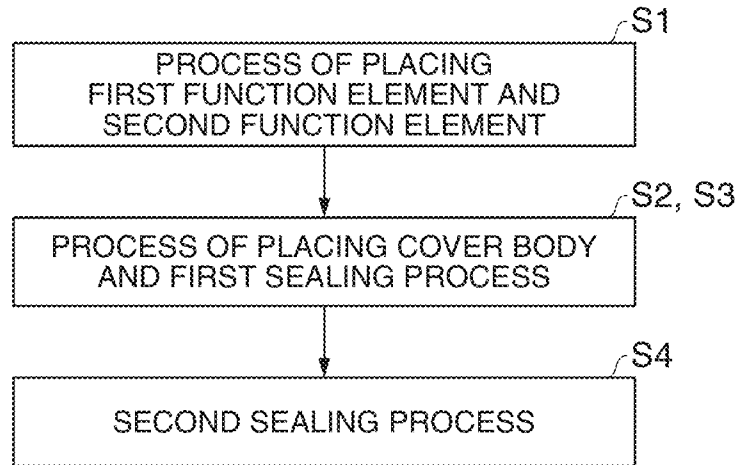 S1
PROCESS OF PLACING
FIRST FUNCTION ELEMENT AND
SECOND FUNCTION ELEMENT
S2, S3
PROCESS OF PLACING COVER BODY
AND FIRST SEALING PROCESS
S4
SECOND SEALING PROCESS